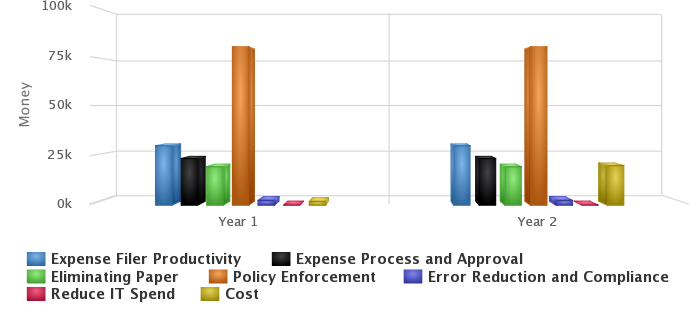 100k
75k
Money
50k
25k
0k
Year 1 Year 2
Expense Filer Productivity Expense Process and Approval
Eliminating Paper Policy Enforcement Error Reduction and Compliance
Reduce IT Spend Cost